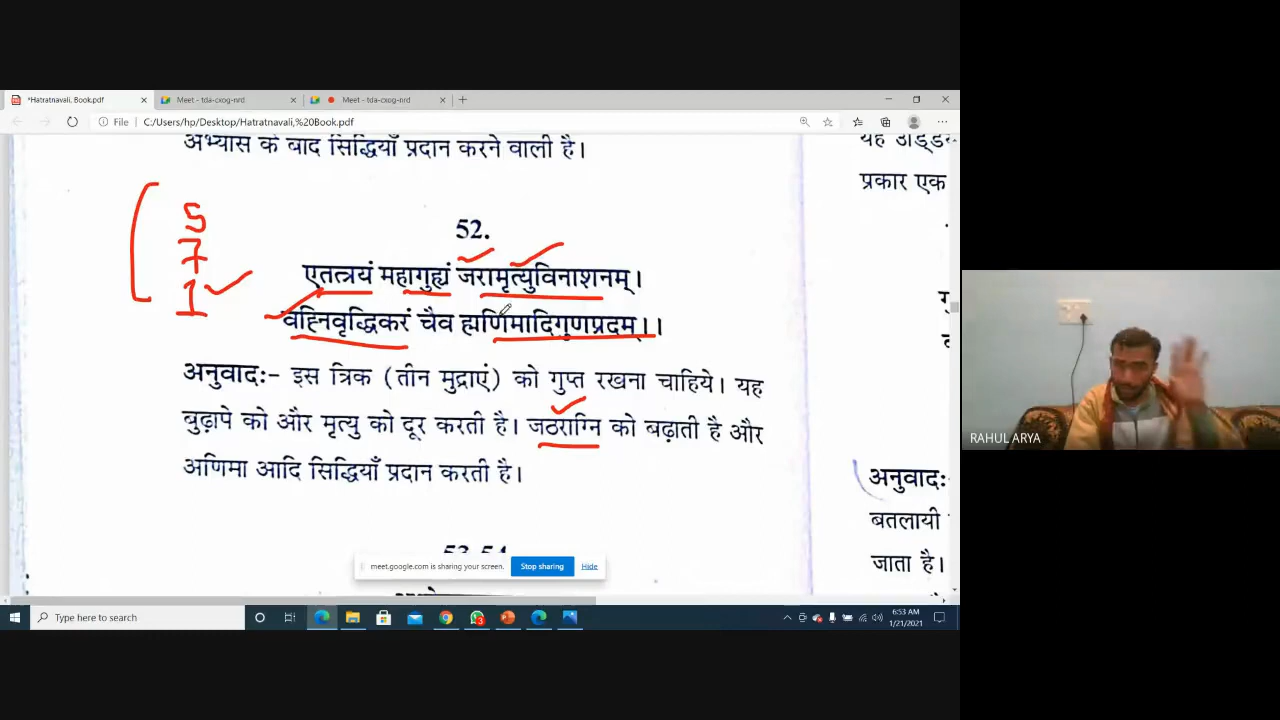 *Hatratnavali, Book.pdf
Meet - tda-cxog-nrd
Meet - tda-cxog-nrd
File
C:/Users/hp/Desktop/Hatratnavali,%20Book.pdf
अभ्यास के बाद सिद्धियाँ प्रदान करने वाली है।
5
7
1
52.
एतत्त्रयं महागुह्यं जरामृत्युविनाशनम्।
वह्निवृद्धिकरं चैव ह्यणिमादिगुणप्रदम्।।
अनुवादः- इस त्रिक (तीन मुद्राएं) को गुप्त रखना चाहिये। यह
बुढ़ापे को और मृत्यु को दूर करती है। जठराग्नि को बढ़ाती है और
अणिमा आदि सिद्धियाँ प्रदान करती है।
53-54
प्रकार एक
अनुवादः-
बतलायी
जाता है।
meet.google.com is sharing your screen.
Stop sharing
Hide
Type here to search
3
6:53 AM
1/21/2021
RAHUL ARYA